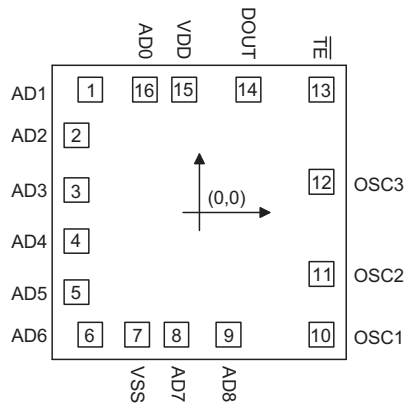 AD0 VDD DOUT TE
AD1 1 16 15 14 13
AD2 2
AD3 3 (0,0) 12 OSC3
AD4 4
AD5 5 11 OSC2
AD6 6 7 8 9 10 OSC1
VSS AD7 AD8